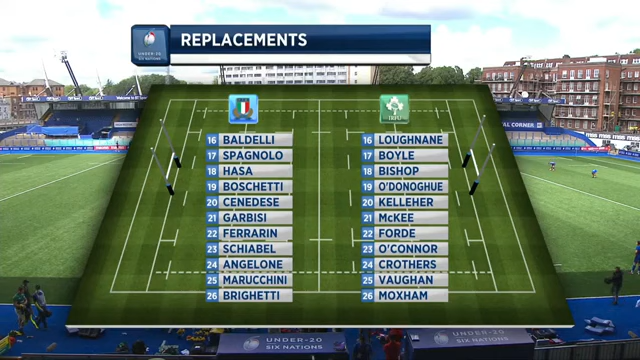 UNDER-20
SIX NATIONS
REPLACEMENTS
IRFU
16 BALDELLI
17 SPAGNOLO
18 HASA
19 BOSCHETTI
20 CENEDESE
21 GARBISI
22 FERRARIN
23 SCHIABEL
24 ANGELONE
25 MARUCCHINI
26 BRIGHETTI
16 LOUGHNANE
17 BOYLE
18 BISHOP
19 O'DONOGHUE
20 KELLEHER
21 McKEE
22 FORDE
23 O'CONNOR
24 CROTHERS
25 VAUGHAN
26 MOXHAM
CORNER
UNDER-20
SIX NATIONS
UNDER-20
SIX NATIONS